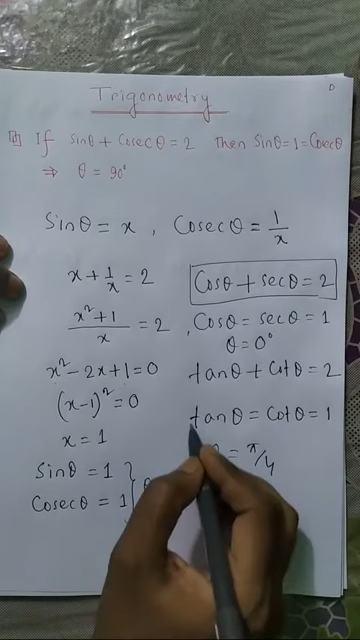 Trigonometry
If sinθ + cosecθ = 2 Then sinθ = 1 = cosecθ
⇒ θ = 90°
Sinθ = x , Cosecθ = 1/x
x + 1/x = 2
(x² + 1)/x = 2
x² - 2x + 1 = 0
(x - 1)² = 0
x = 1
Sinθ = 1
Cosecθ = 1
Cosθ + secθ = 2
, Cosθ = secθ = 1
θ = 0°
tanθ + Cotθ = 2
tanθ = Cotθ = 1
= π/4